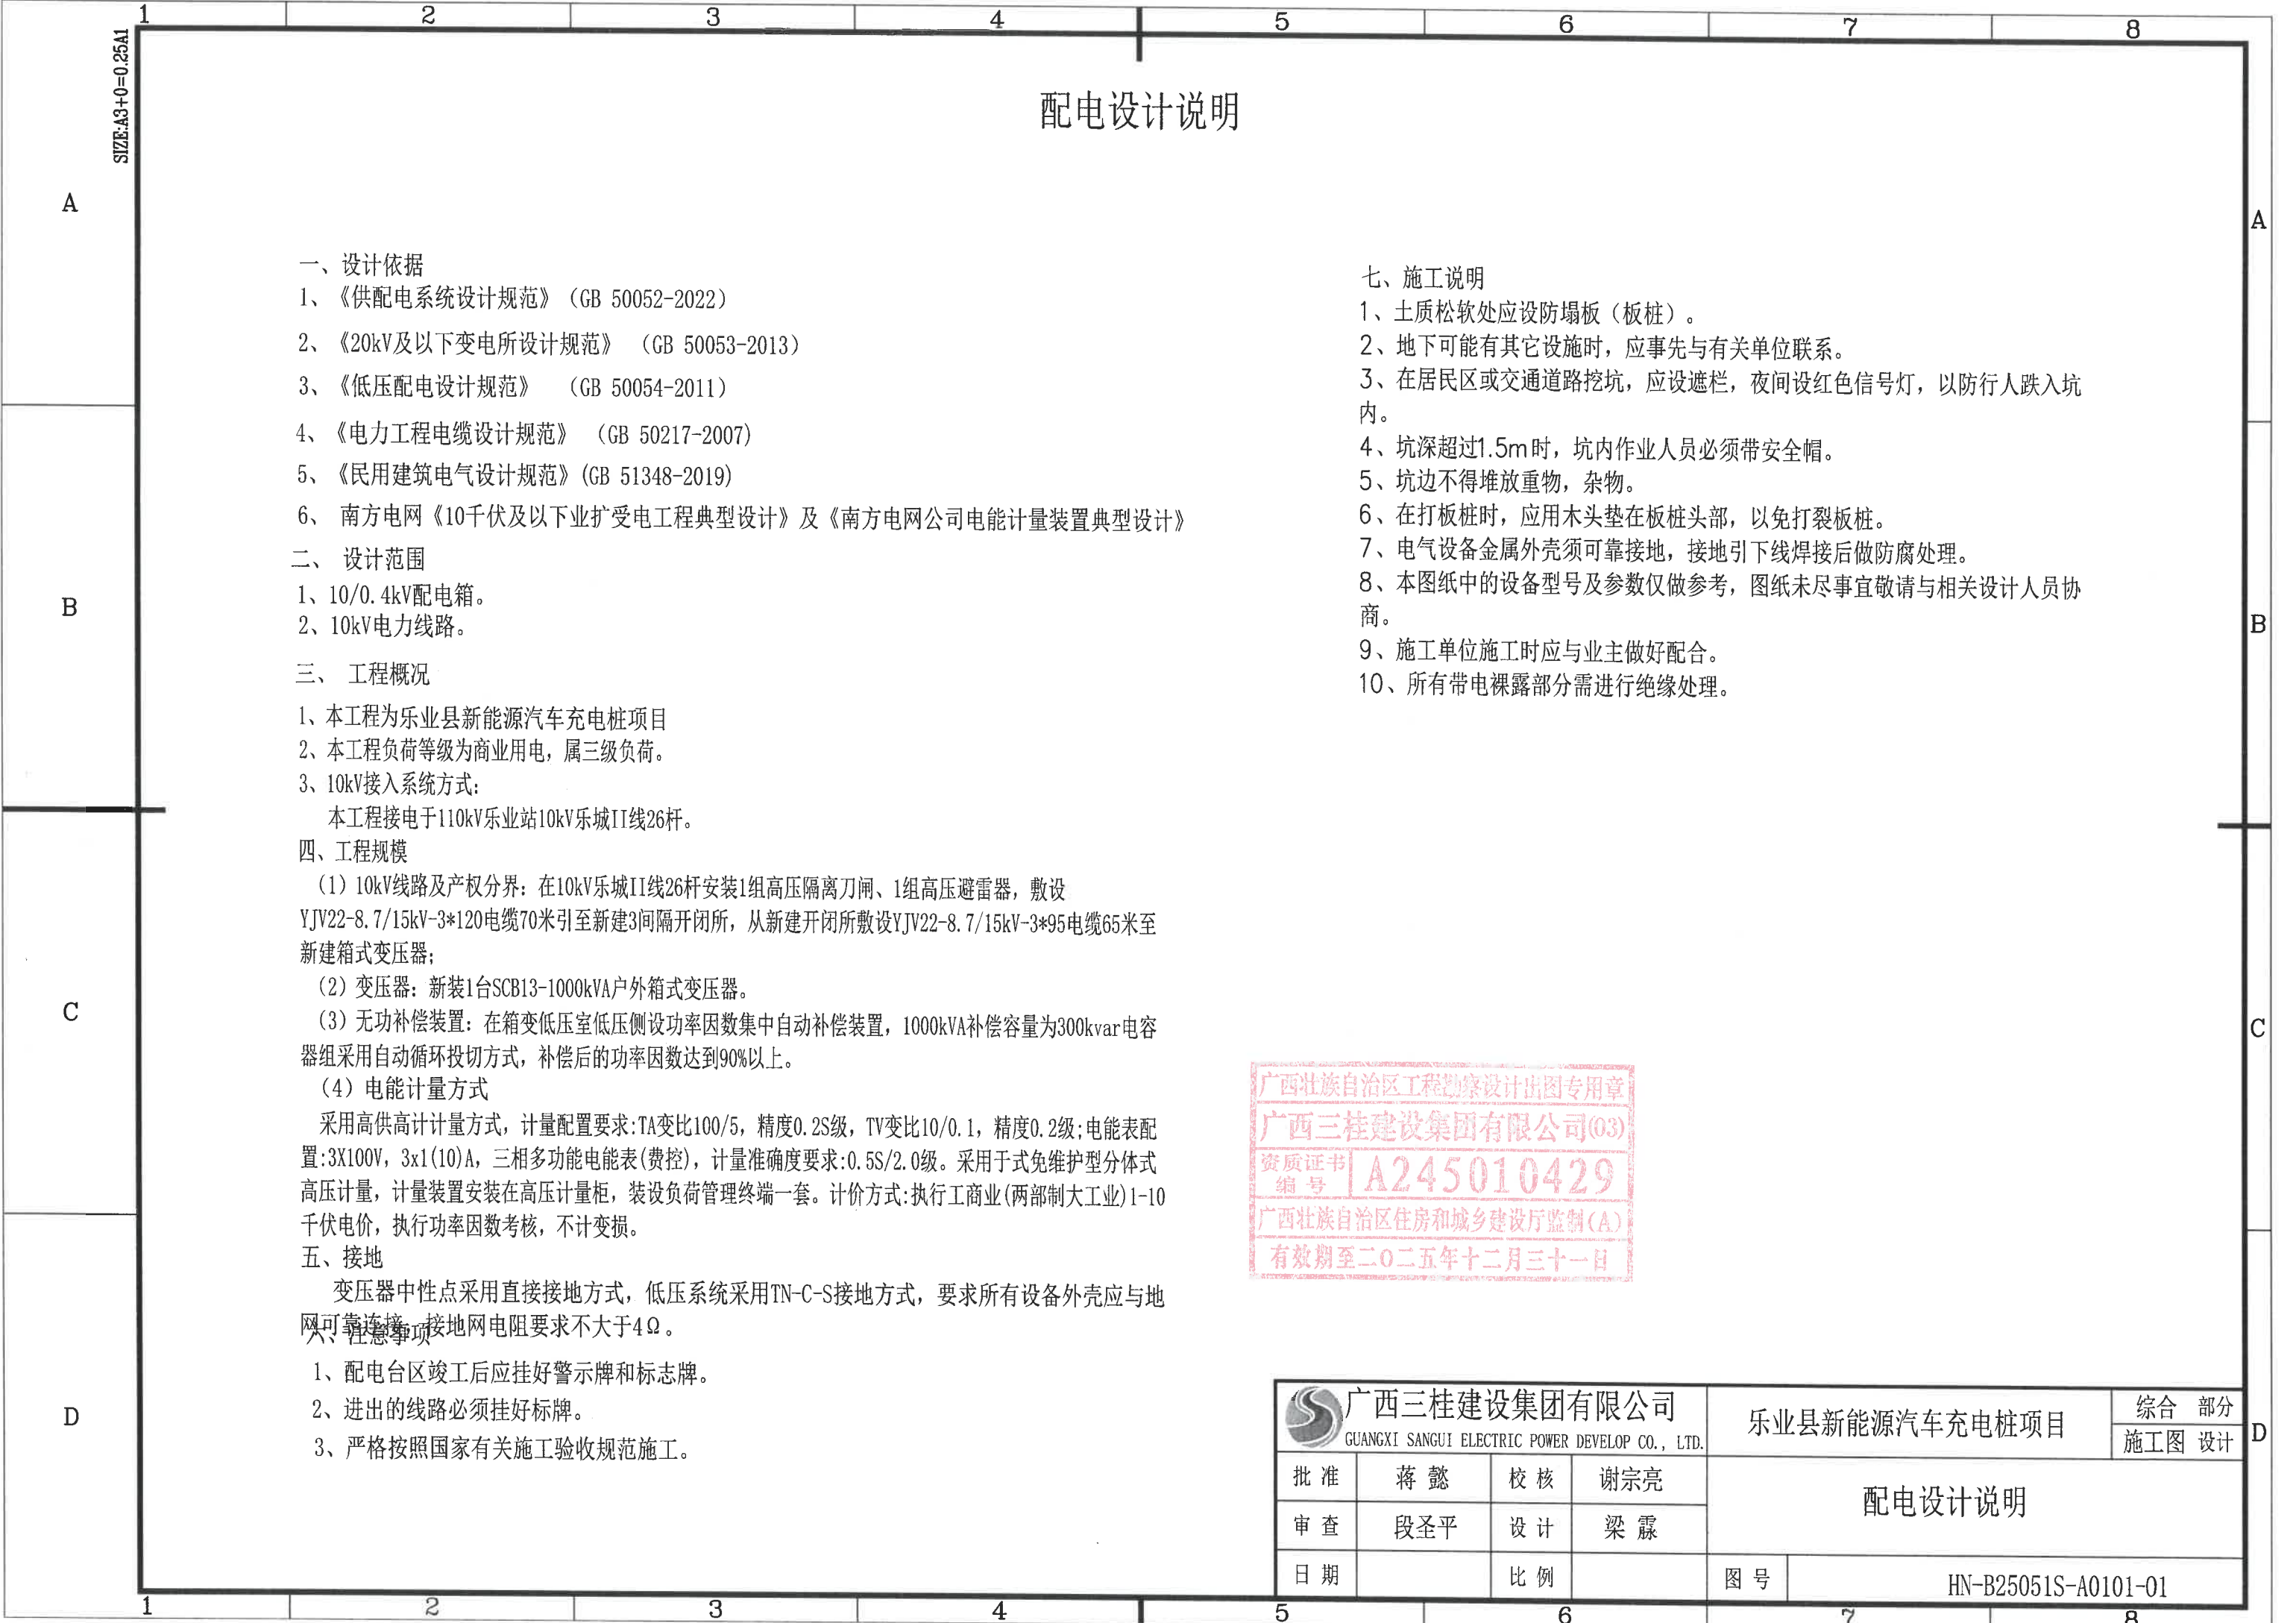 1 2 3 4 5 6 7 8
SIZE:A3+0=0.25A1
配电设计说明
A
B
C
D
一、设计依据
1、《供配电系统设计规范》（GB 50052-2022）
2、《20kV及以下变电所设计规范》 （GB 50053-2013）
3、《低压配电设计规范》 （GB 50054-2011）
4、《电力工程电缆设计规范》 （GB 50217-2007)
5、《民用建筑电气设计规范》(GB 51348-2019)
6、 南方电网《10千伏及以下业扩受电工程典型设计》及《南方电网公司电能计量装置典型设计》
二、 设计范围
1、10/0.4kV配电箱。
2、10kV电力线路。
三、 工程概况
1、本工程为乐业县新能源汽车充电桩项目
2、本工程负荷等级为商业用电，属三级负荷。
3、10kV接入系统方式：
本工程接电于110kV乐业站10kV乐城II线26杆。
四、工程规模
（1）10kV线路及产权分界：在10kV乐城II线26杆安装1组高压隔离刀闸、1组高压避雷器，敷设
YJV22-8.7/15kV-3*120电缆70米引至新建3间隔开闭所，从新建开闭所敷设YJV22-8.7/15kV-3*95电缆65米至
新建箱式变压器；
（2）变压器：新装1台SCB13-1000kVA户外箱式变压器。
（3）无功补偿装置：在箱变低压室低压侧设功率因数集中自动补偿装置，1000kVA补偿容量为300kvar电容
器组采用自动循环投切方式，补偿后的功率因数达到90%以上。
（4）电能计量方式
采用高供高计计量方式，计量配置要求:TA变比100/5，精度0.2S级，TV变比10/0.1，精度0.2级;电能表配
置:3X100V，3x1(10)A，三相多功能电能表(费控)，计量准确度要求:0.5S/2.0级。采用于式免维护型分体式
高压计量，计量装置安装在高压计量柜，装设负荷管理终端一套。计价方式:执行工商业(两部制大工业)1-10
千伏电价，执行功率因数考核，不计变损。
五、接地
变压器中性点采用直接接地方式，低压系统采用TN-C-S接地方式，要求所有设备外壳应与地
网可靠连接，接地网电阻要求不大于4Ω。
六、注意事项
1、配电台区竣工后应挂好警示牌和标志牌。
2、进出的线路必须挂好标牌。
3、严格按照国家有关施工验收规范施工。
七、施工说明
1、土质松软处应设防塌板（板桩）。
2、地下可能有其它设施时，应事先与有关单位联系。
3、在居民区或交通道路挖坑，应设遮栏，夜间设红色信号灯，以防行人跌入坑
内。
4、坑深超过1.5m时，坑内作业人员必须带安全帽。
5、坑边不得堆放重物，杂物。
6、在打板桩时，应用木头垫在板桩头部，以免打裂板桩。
7、电气设备金属外壳须可靠接地，接地引下线焊接后做防腐处理。
8、本图纸中的设备型号及参数仅做参考，图纸未尽事宜敬请与相关设计人员协
商。
9、施工单位施工时应与业主做好配合。
10、所有带电裸露部分需进行绝缘处理。
广西壮族自治区工程勘察设计出图专用章
广西三桂建设集团有限公司(03)
资质证书
编 号
A245010429
广西壮族自治区住房和城乡建设厅监制(A)
有效期至二〇二五年十二月三十一日
广西三桂建设集团有限公司
GUANGXI SANGUI ELECTRIC POWER DEVELOP CO., LTD.
乐业县新能源汽车充电桩项目
综合 部分
施工图 设计
批 准 蒋 懿 校 核 谢宗亮
审 查 段圣平 设 计 梁 霖
日 期 比 例
配电设计说明
图 号 HN-B25051S-A0101-01
A
B
C
D
1 2 3 4 5 6 7 8